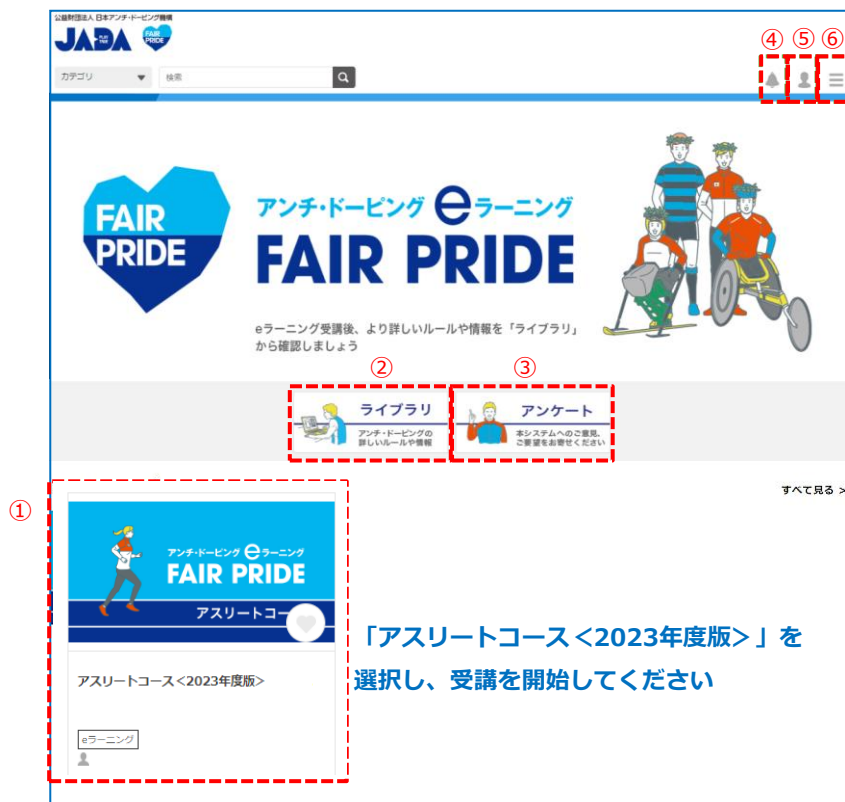 公益財団法人 日本アンチ・ドーピング機構
JADA PLAY TRUE FAIR PRIDE
④ ⑤ ⑥
カテゴリ ▼ 検索
FAIR
PRIDE
アンチ・ドーピング eラーニング
FAIR PRIDE
eラーニング受講後、より詳しいルールや情報を「ライブラリ」
から確認しましょう
② ③
ライブラリ
アンチ・ドーピングの
詳しいルールや情報
アンケート
本システムへのご意見、
ご要望をお寄せください
すべて見る >
①
アンチ・ドーピング eラーニング
FAIR PRIDE
アスリートコー
アスリートコース<2023年度版>
eラーニング
「アスリートコース<2023年度版>」を
選択し、受講を開始してください